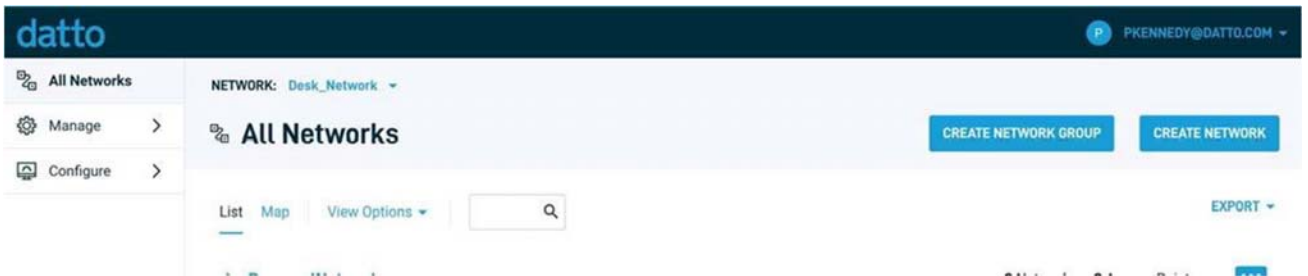 datto
P PKENNEDY@DATTO.COM
All Networks
Manage
Configure
NETWORK: Desk_Network
All Networks
CREATE NETWORK GROUP
CREATE NETWORK
List Map View Options
EXPORT